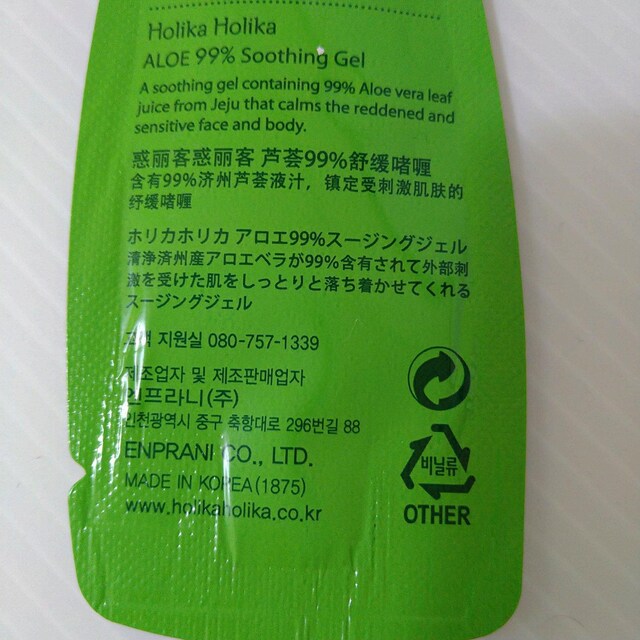 Holika Holika
ALOE 99% Soothing Gel
A soothing gel containing 99% Aloe vera leaf
juice from Jeju that calms the reddened and
sensitive face and body.
惑丽客惑丽客 芦荟99%舒缓啫喱
含有99%济州芦荟液汁，镇定受刺激肌肤的
舒缓啫喱
ホリカホリカ アロエ99%スージングジェル
清浄済州産アロエベラが99%含有されて外部刺
激を受けた肌をしっとりと落ち着かせてくれる
スージングジェル
고객 지원실 080-757-1339
제조업자 및 제조판매업자
엔프라니(주)
인천광역시 중구 축항대로 296번길 88
ENPRANI CO., LTD.
MADE IN KOREA(1875)
www.holikaholika.co.kr
비닐류
OTHER